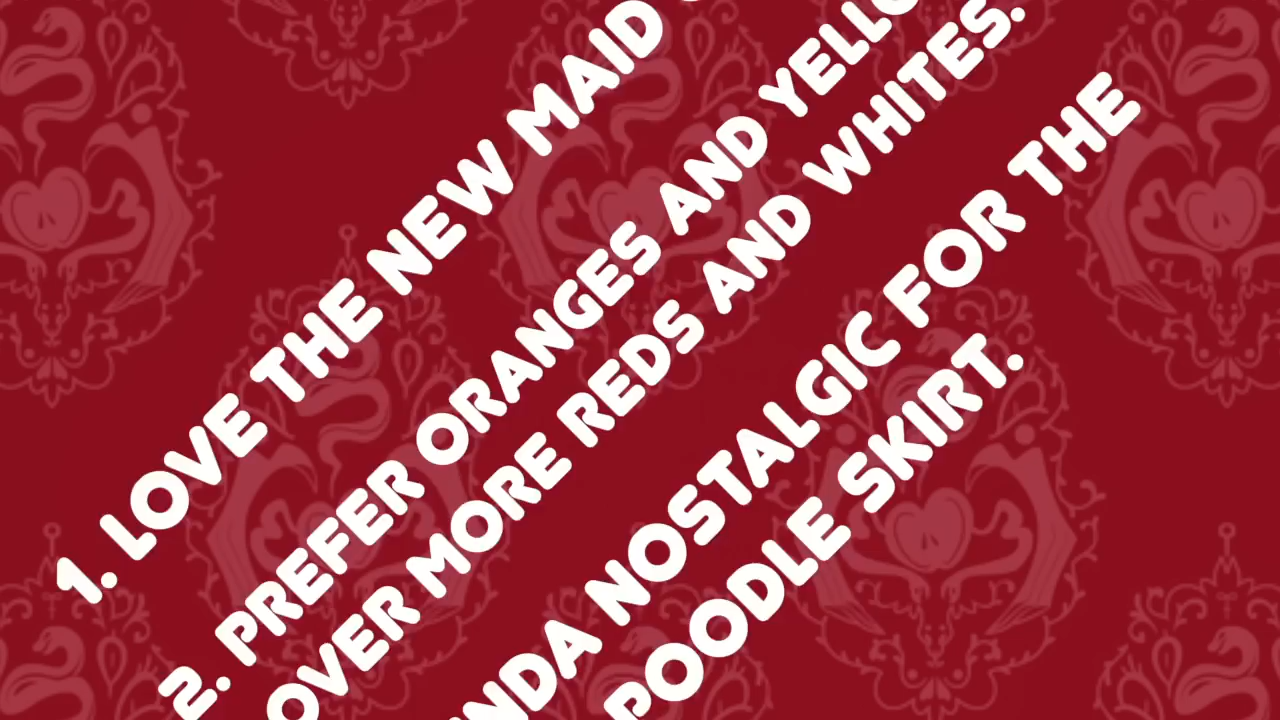 1. LOVE THE NEW MAID
2. PREFER ORANGES AND
OVER MORE REDS AND WHITES.
NOSTALGIC FOR THE
POODLE SKIRT.